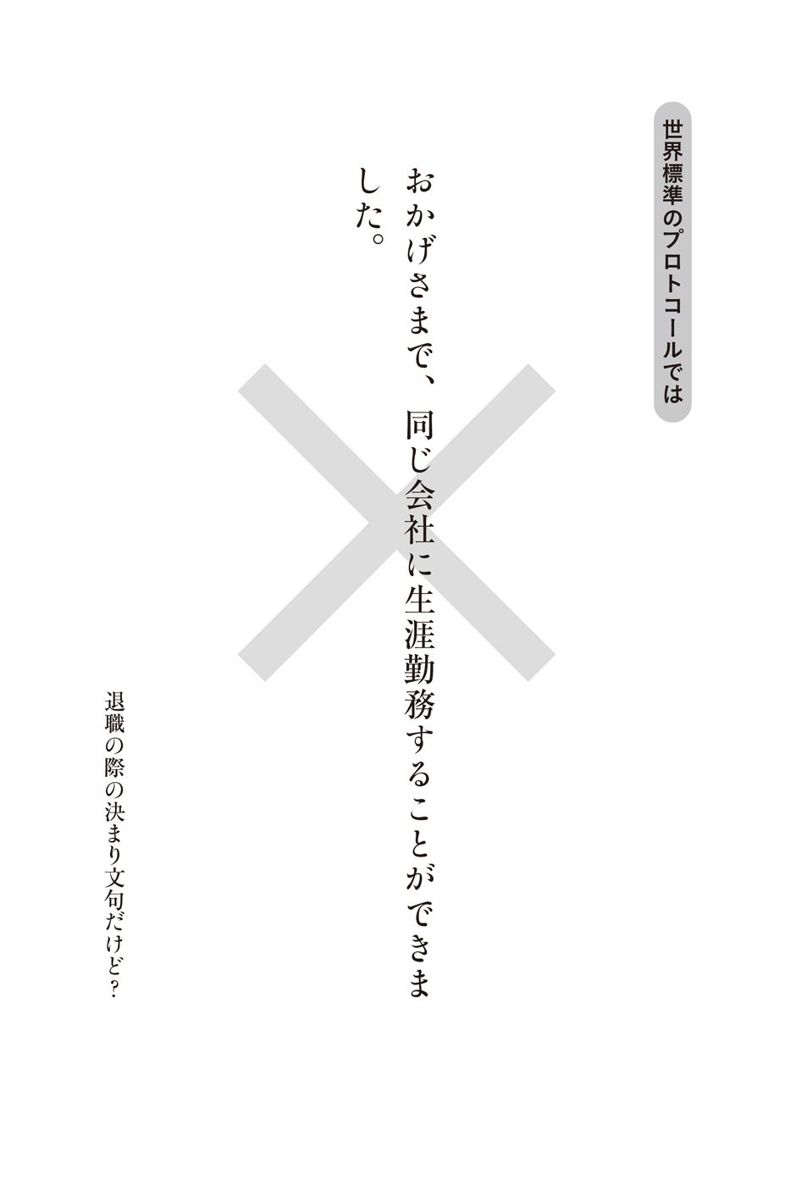 世界標準のプロトコールでは
おかげさまで、同じ会社に生涯勤務することができま
した。
退職の際の決まり文句だけど？